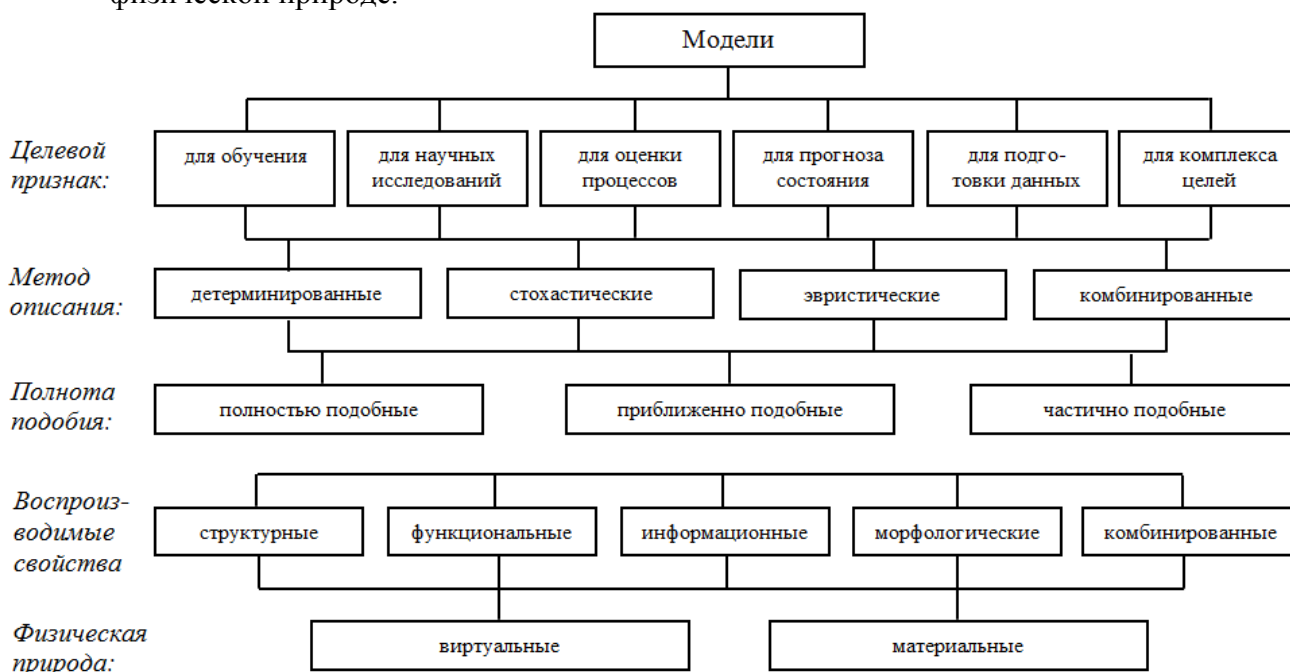 физической природе.
Модели
Целевой
признак:
для обучения
для научных
исследований
для оценки
процессов
для прогноза
состояния
для подго-
товки данных
для комплекса
целей
Метод
описания:
детерминированные
стохастические
эвристические
комбинированные
Полнота
подобия:
полностью подобные
приближенно подобные
частично подобные
Воспроиз-
водимые
свойства
структурные
функциональные
информационные
морфологические
комбинированные
Физическая
природа:
виртуальные
материальные